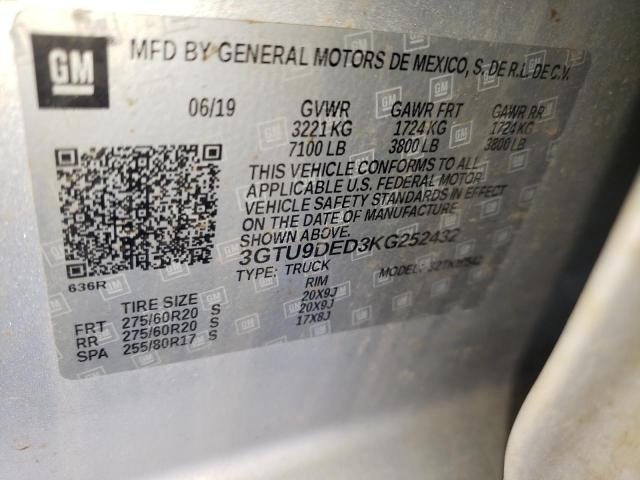 GM
MFD BY GENERAL MOTORS DE MEXICO, S. DE R.L. DE C.V.
06/19 GVWR GAWR FRT GAWR RR
3221 KG 1724 KG 1724 KG
7100 LB 3800 LB 3800 LB
THIS VEHICLE CONFORMS TO ALL
APPLICABLE U.S. FEDERAL MOTOR
VEHICLE SAFETY STANDARDS IN EFFECT
ON THE DATE OF MANUFACTURE
SHOWN ABOVE.
3GTU9DED3KG252432
TYPE: TRUCK MODEL:
636R
TIRE SIZE RIM
FRT 275/60R20 S 20X9J
RR 275/60R20 S 20X9J
SPA 255/80R17 S 17X8J